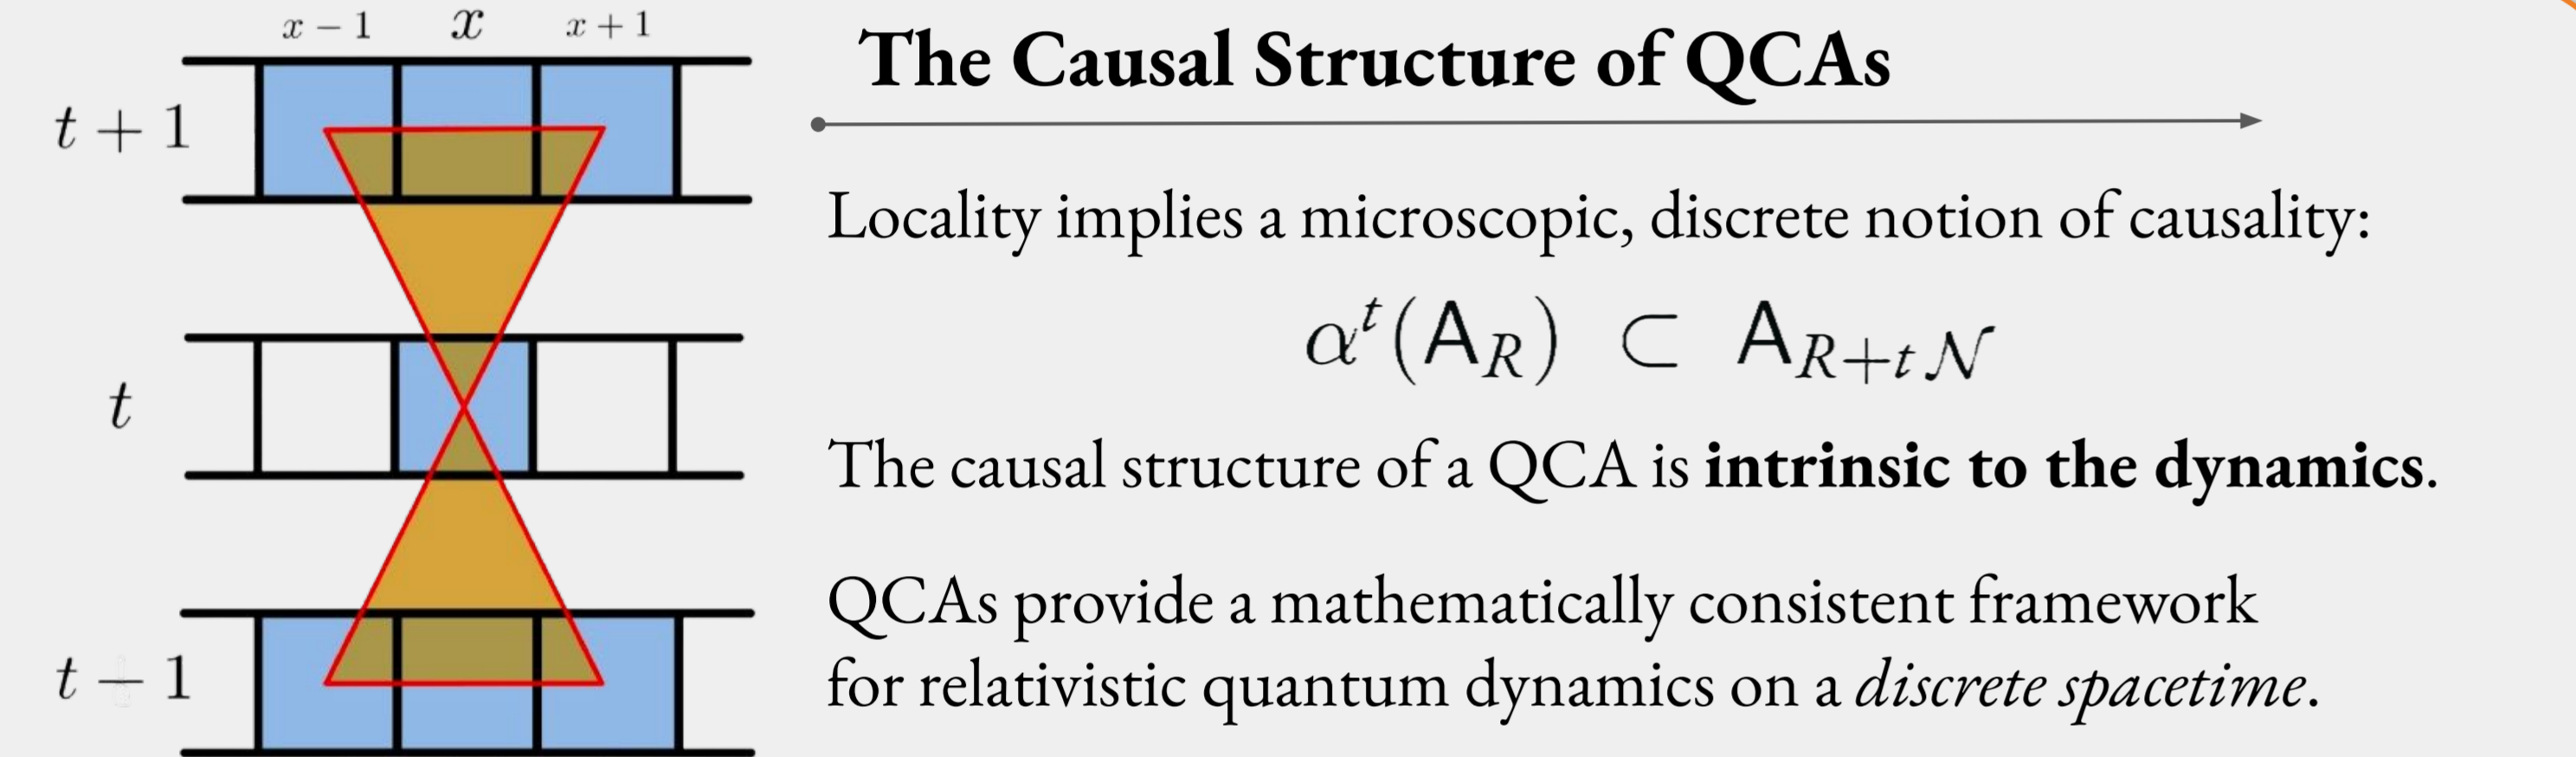 x − 1 x x + 1
The Causal Structure of QCAs
t + 1
Locality implies a microscopic, discrete notion of causality:
αᵗ(A_R) ⊂ A_{R+t𝒩}
t
The causal structure of a QCA is intrinsic to the dynamics.
QCAs provide a mathematically consistent framework
t − 1
for relativistic quantum dynamics on a discrete spacetime.